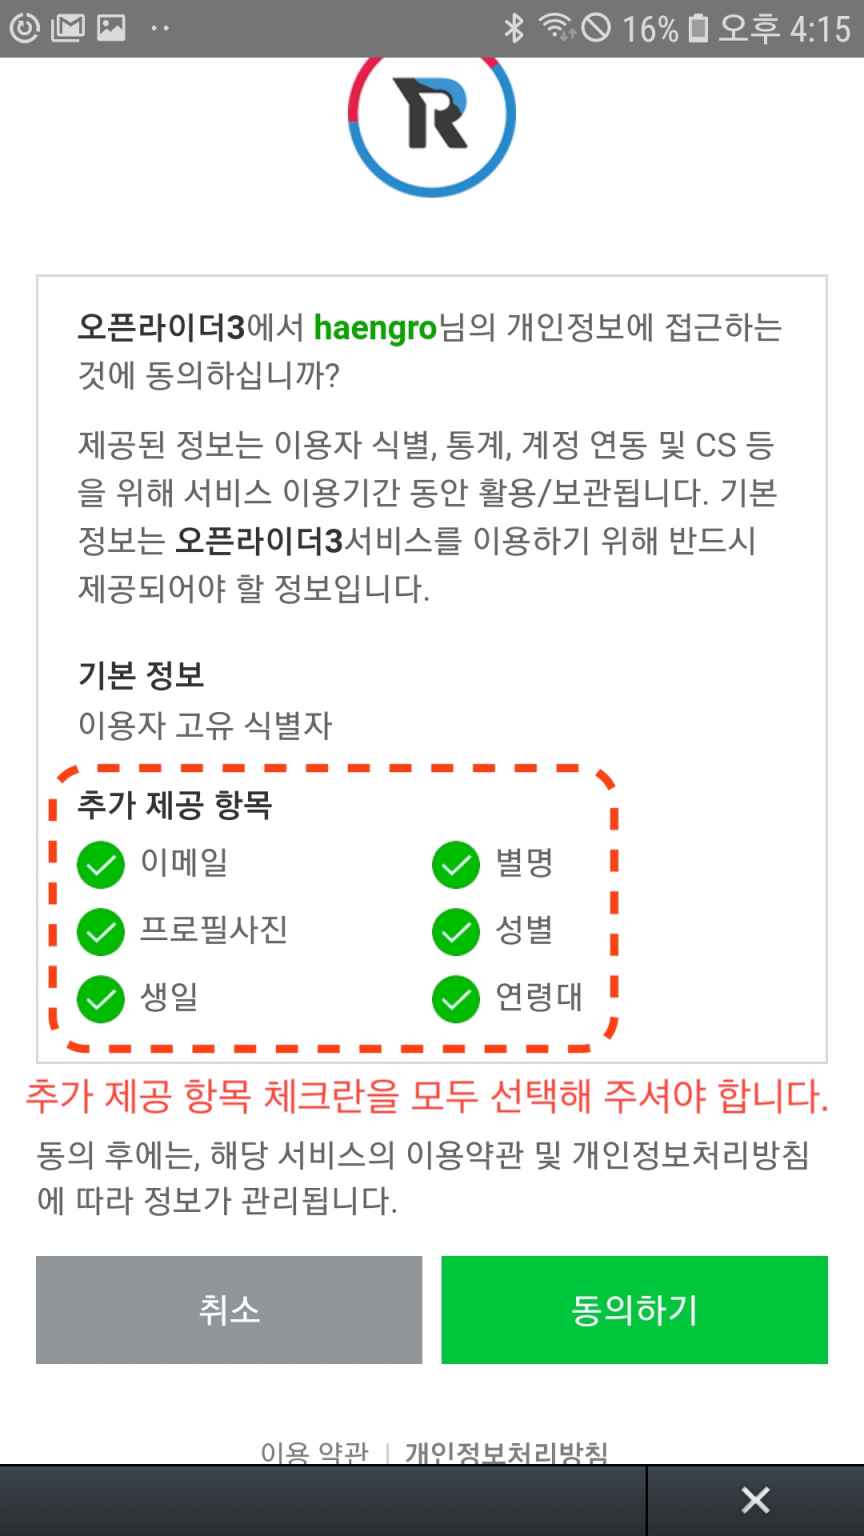 16% 오후 4:15
오픈라이더3에서 haengro님의 개인정보에 접근하는
것에 동의하십니까?
제공된 정보는 이용자 식별, 통계, 계정 연동 및 CS 등
을 위해 서비스 이용기간 동안 활용/보관됩니다. 기본
정보는 오픈라이더3서비스를 이용하기 위해 반드시
제공되어야 할 정보입니다.
기본 정보
이용자 고유 식별자
추가 제공 항목
이메일 별명
프로필사진 성별
생일 연령대
추가 제공 항목 체크란을 모두 선택해 주셔야 합니다.
동의 후에는, 해당 서비스의 이용약관 및 개인정보처리방침
에 따라 정보가 관리됩니다.
취소 동의하기
이용 약관 | 개인정보처리방침